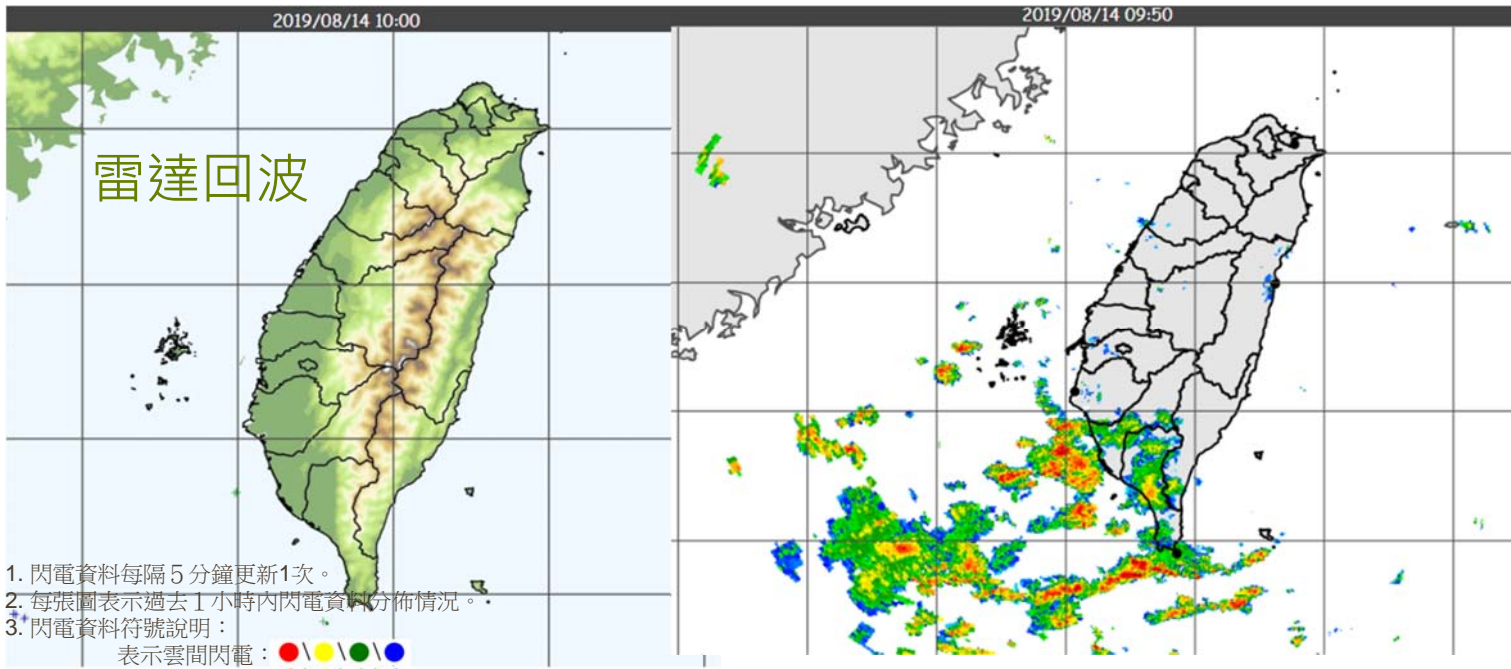 2019/08/14 10:00
2019/08/14 09:50
雷達回波
1. 閃電資料每隔５分鐘更新1次。
2. 每張圖表示過去１小時內閃電資料分佈情況。
3. 閃電資料符號說明：
表示雲間閃電：●\●\●\●